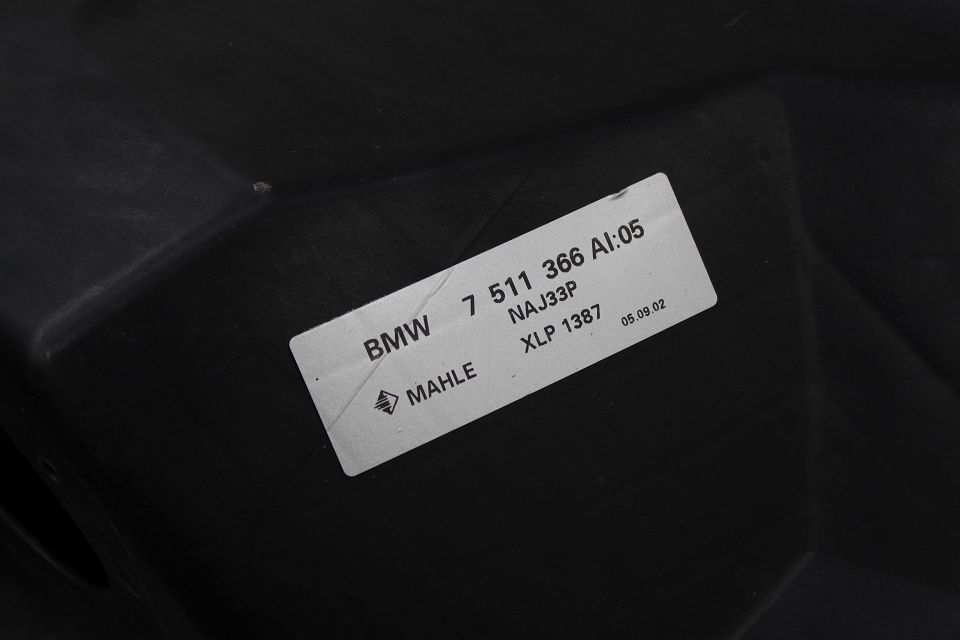 BMW 7 511 366 AI:05
NAJ33P
MAHLE XLP 1387 05.09.02